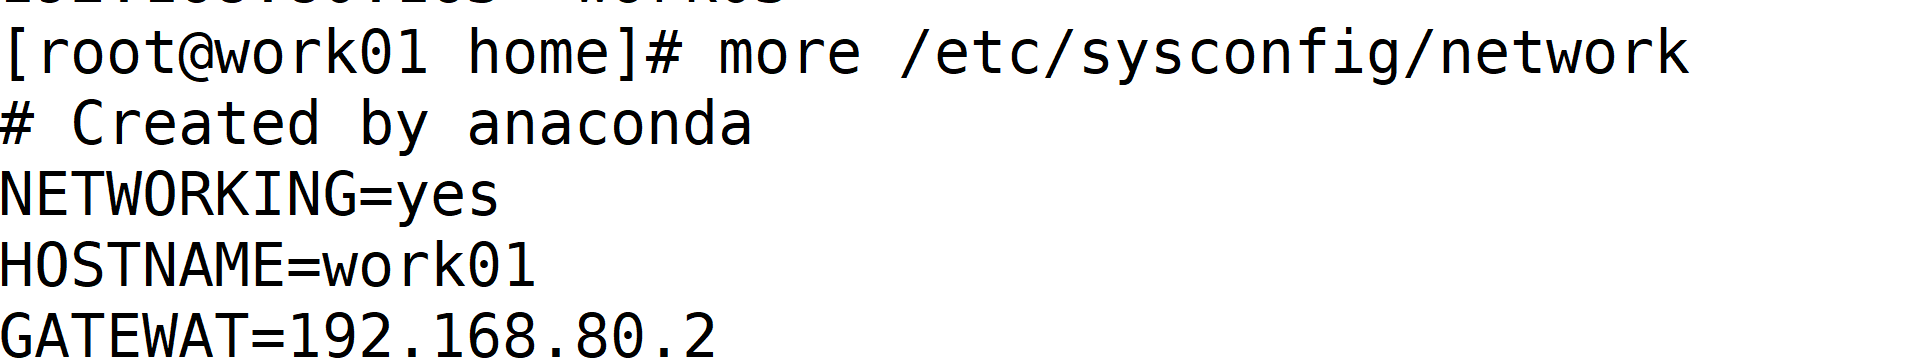 [root@work01 home]# more /etc/sysconfig/network
# Created by anaconda
NETWORKING=yes
HOSTNAME=work01
GATEWAT=192.168.80.2